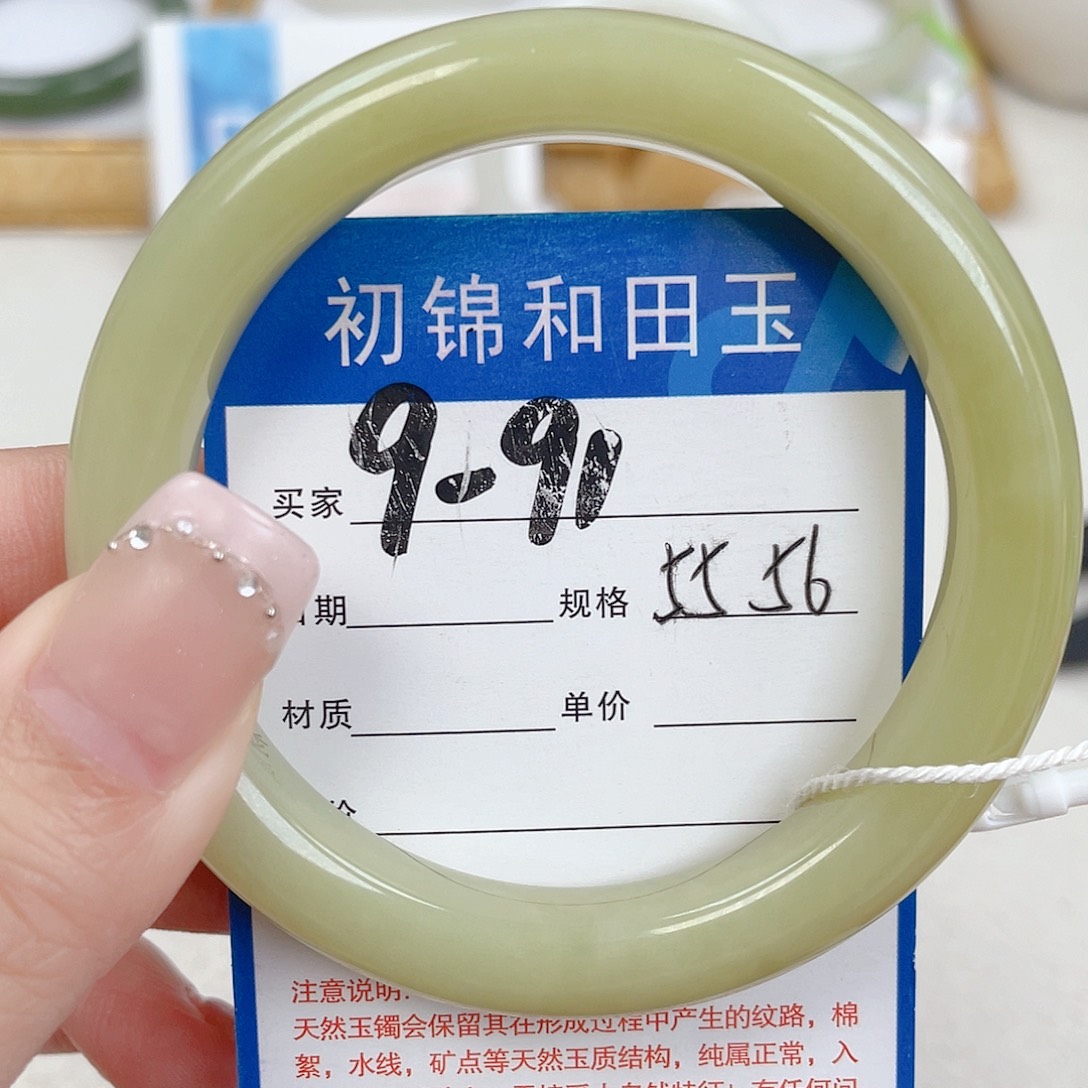 初锦和田玉
买家 9-91
期 规格 55 56
材质 单价
价
注意说明:
天然玉镯会保留其在形成过程中产生的纹路，棉
絮，水线，矿点等天然玉质结构，纯属正常，入